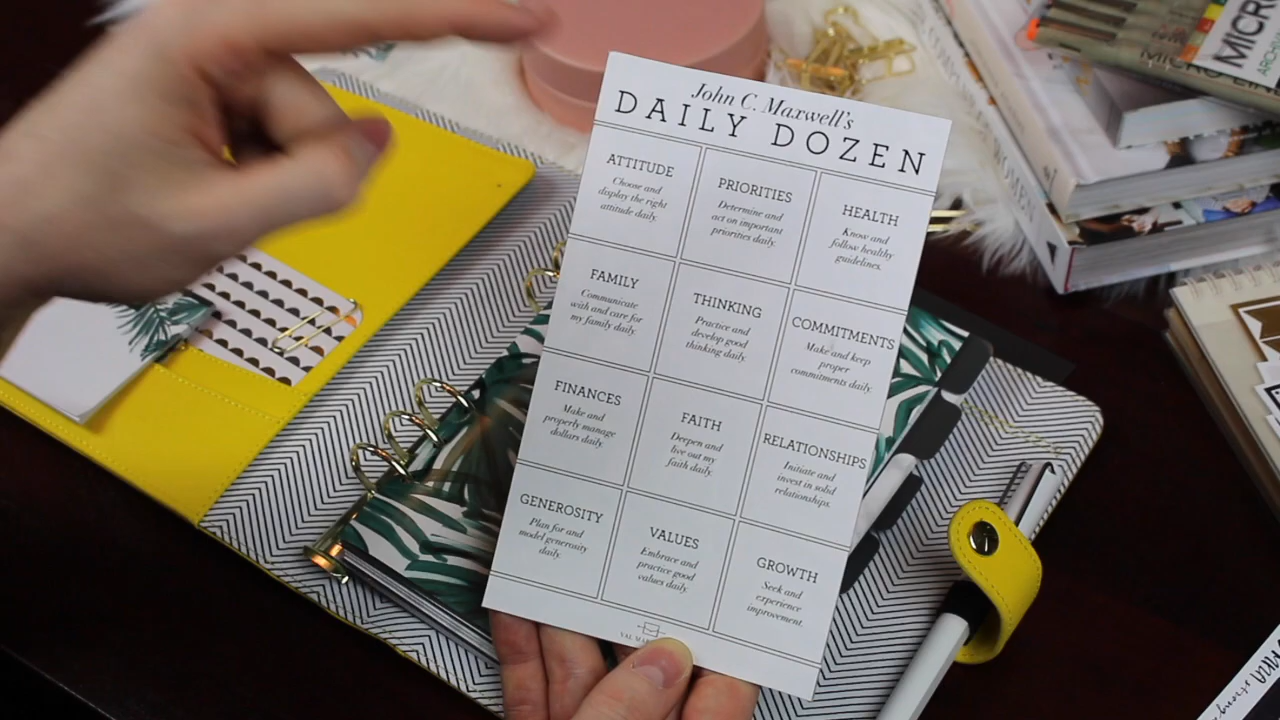 John C. Maxwell's
DAILY DOZEN
ATTITUDE
Choose and
display the right
attitude daily.
PRIORITIES
Determine and
act on important
priorities daily.
HEALTH
Know and
follow healthy
guidelines.
FAMILY
Communicate
with and care for
my family daily.
THINKING
Practice and
develop good
thinking daily.
COMMITMENTS
Make and keep
proper
commitments daily.
FINANCES
Make and
properly manage
dollars daily.
FAITH
Deepen and
live out my
faith daily.
RELATIONSHIPS
Initiate and
invest in solid
relationships.
GENEROSITY
Plan for and
model generosity
daily.
VALUES
Embrace and
practice good
values daily.
GROWTH
Seek and
experience
improvement.
VAL
MICRO
WOMEN
strong